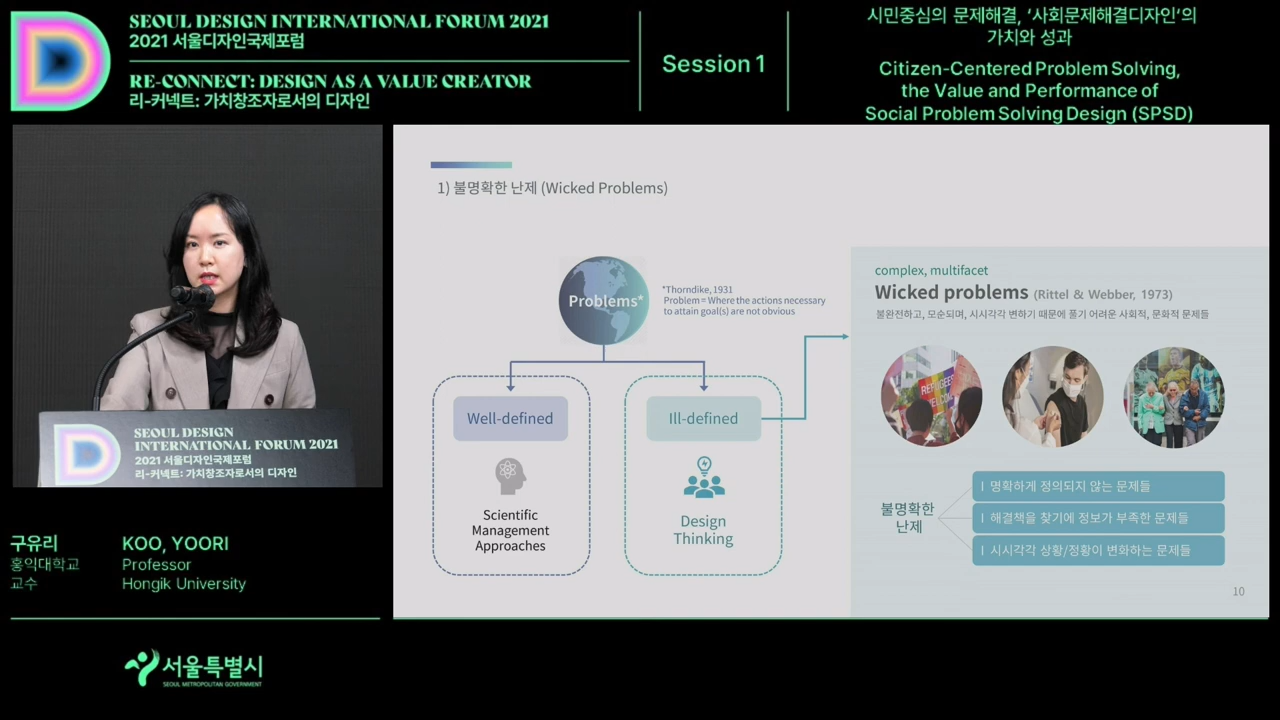 SEOUL DESIGN INTERNATIONAL FORUM 2021
2021 서울디자인국제포럼
RE-CONNECT: DESIGN AS A VALUE CREATOR
리-커넥트: 가치창조자로서의 디자인
Session 1
시민중심의 문제해결, ‘사회문제해결디자인‘의
가치와 성과
Citizen-Centered Problem Solving,
the Value and Performance of
Social Problem Solving Design (SPSD)
SEOUL DESIGN
INTERNATIONAL FORUM 2021
2021 서울디자인국제포럼
리-커넥트: 가치창조자로서의 디자인
구유리
홍익대학교
교수
KOO, YOORI
Professor
Hongik University
서울특별시
SEOUL METROPOLITAN GOVERNMENT
1) 불명확한 난제 (Wicked Problems)
Problems*
*Thorndike, 1931
Problem = Where the actions necessary
to attain goal(s) are not obvious
Well-defined
Scientific
Management
Approaches
Ill-defined
Design
Thinking
complex, multifacet
Wicked problems (Rittel & Webber, 1973)
불완전하고, 모순되며, 시시각각 변하기 때문에 풀기 어려운 사회적, 문화적 문제들
불명확한
난제
I 명확하게 정의되지 않는 문제들
I 해결책을 찾기에 정보가 부족한 문제들
I 시시각각 상황/정황이 변화하는 문제들
10